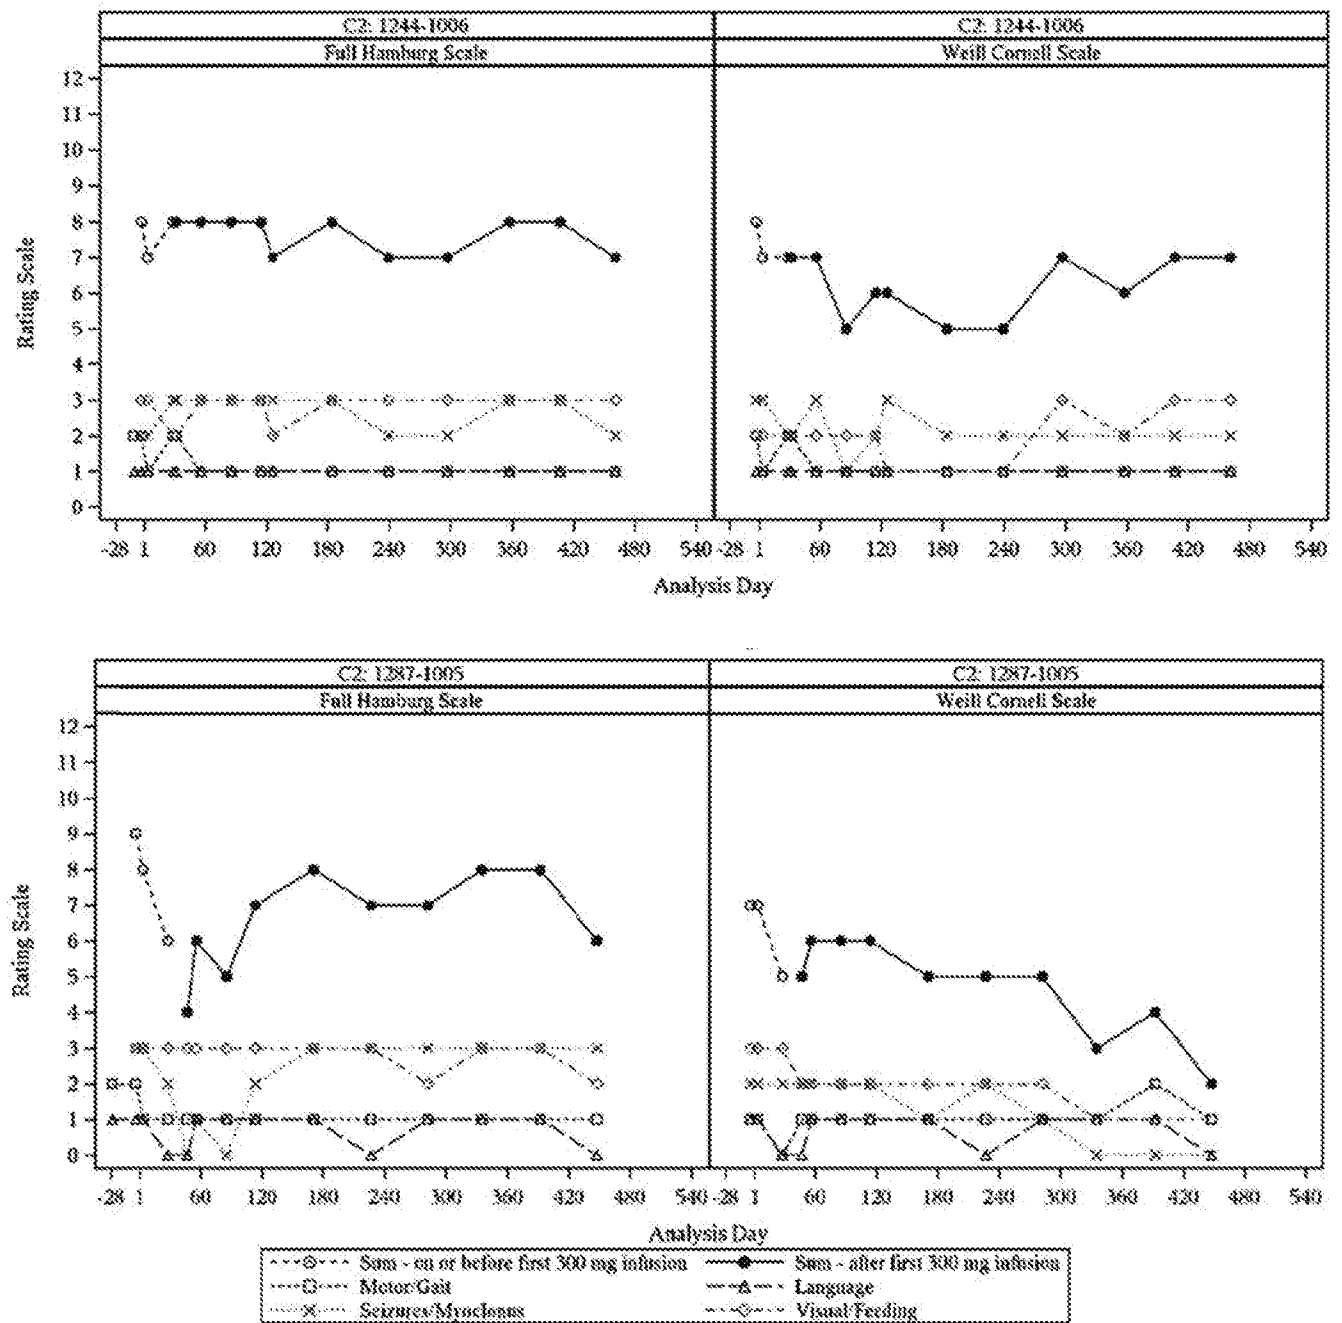 C2: 1244-1006 C2: 1244-1006
Full Hamburg Scale Weill Cornell Scale
12
11
10
9
8
7
6
5
4
3
2
1
0
Rating Scale
-28 1 60 120 180 240 300 360 420 480 540 -28 1 60 120 180 240 300 360 420 480 540
Analysis Day
C2: 1287-1005 C2: 1287-1005
Full Hamburg Scale Weill Cornell Scale
12
11
10
9
8
7
6
5
4
3
2
1
0
Rating Scale
-28 1 60 120 180 240 300 360 420 480 540 -28 1 60 120 180 240 300 360 420 480 540
Analysis Day
Sum - on or before first 300 mg infusion Sum - after first 300 mg infusion
Motor/Gait Language
Seizures/Myoclonus Visual/Feeding